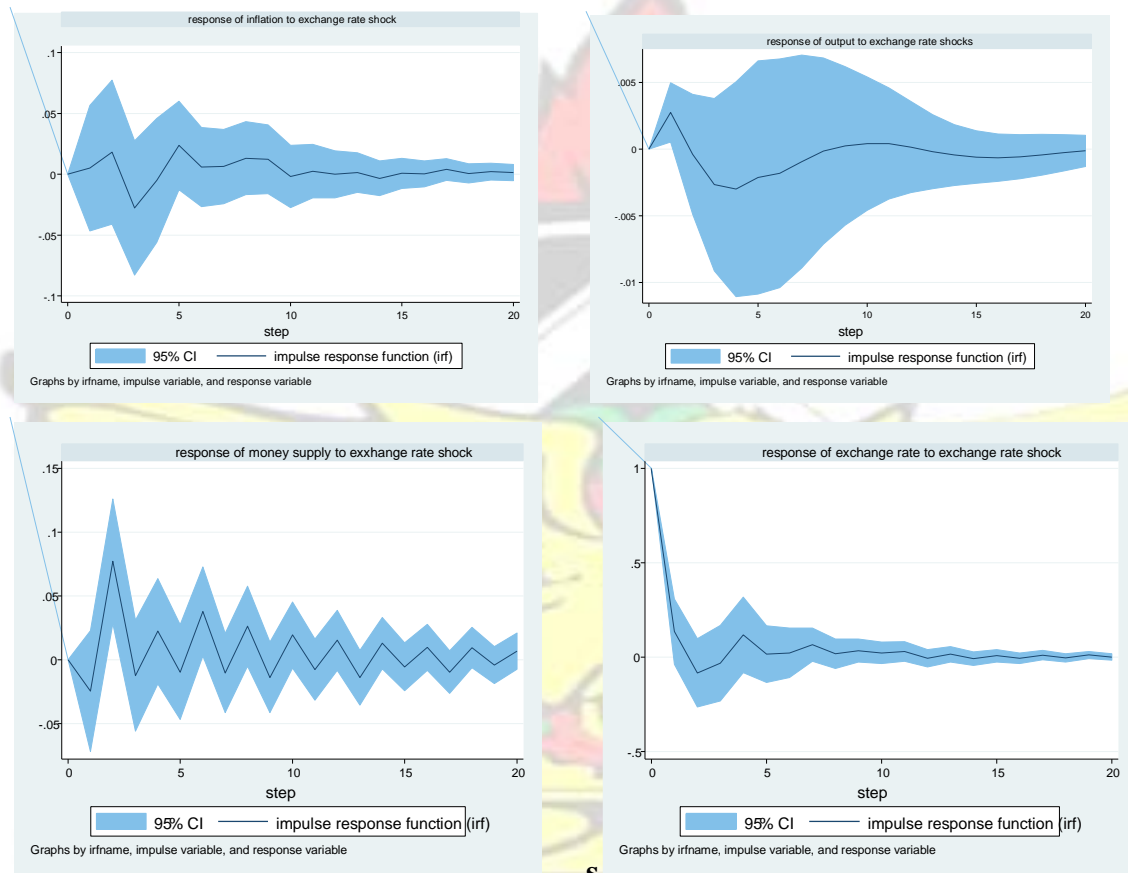 response of inflation to exchange rate shock
.1
.05
0
-.05
-.1
0 5 10 15 20
step
95% CI impulse response function (irf)
Graphs by irfname, impulse variable, and response variable
response of output to exchange rate shocks
.005
0
-.005
-.01
0 5 10 15 20
step
95% CI impulse response function (irf)
Graphs by irfname, impulse variable, and response variable
response of money supply to exxhange rate shock
.15
.1
.05
0
-.05
0 5 10 15 20
step
95% CI impulse response function (irf)
Graphs by irfname, impulse variable, and response variable
response of exchange rate to exchange rate shock
1
.5
0
-.5
0 5 10 15 20
step
95% CI impulse response function (irf)
Graphs by irfname, impulse variable, and response variable
s